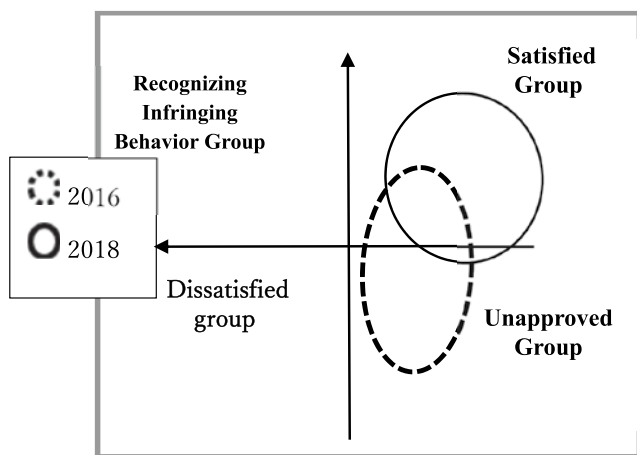 Satisfied
Group
Recognizing
Infringing
Behavior Group
2016
2018
Dissatisfied
group
Unapproved
Group